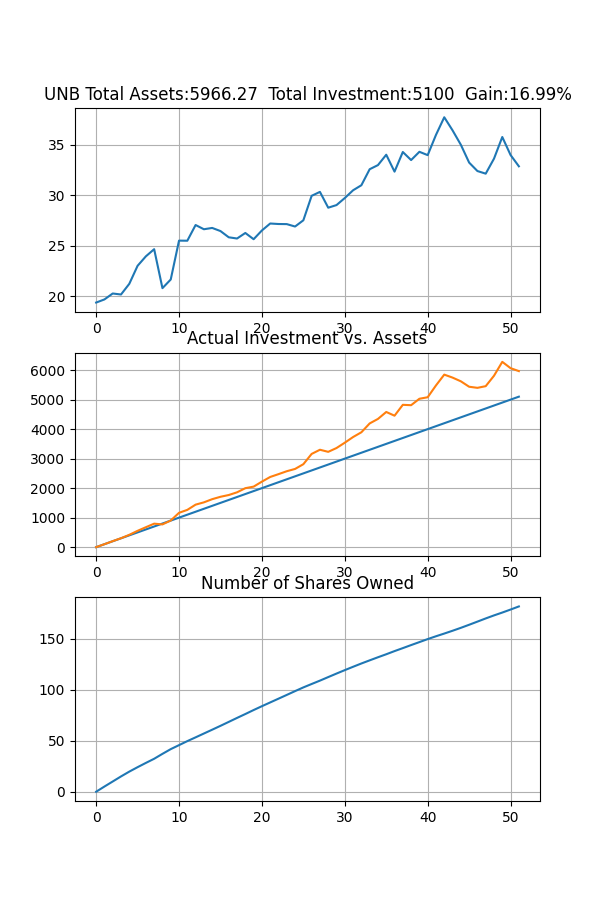 UNB Total Assets:5966.27  Total Investment:5100  Gain:16.99%
35
30
25
20
0 10 20 30 40 50
Actual Investment vs. Assets
6000
5000
4000
3000
2000
1000
0
0 10 20 30 40 50
Number of Shares Owned
150
100
50
0
0 10 20 30 40 50